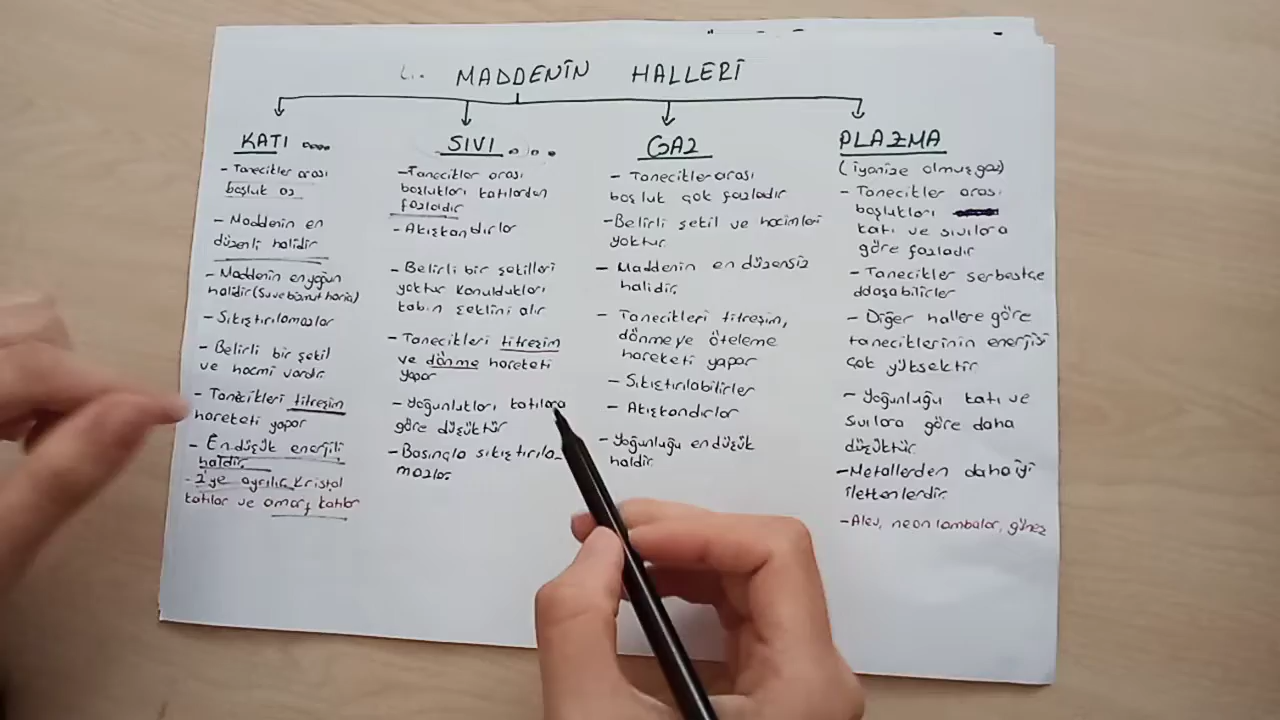 MADDENİN HALLERİ
KATI ....
- Tanecikler arası
boşluk az
- Maddenin en
düzenli halidir
- Maddenin en yoğun
halidir (Su ve bizmut hariç)
- Sıkıştırılamazlar
- Belirli bir şekil
ve hacmi vardır.
- Tanecikleri titreşim
hareketi yapar
- En düşük enerjili
haldir.
- 2'ye ayrılır. Kristal
katılar ve amorf katılar
SIVI . . .
- Tanecikler arası
boşlukları katılardan
fazladır
- Akışkandırlar
- Belirli bir şekilleri
yoktur konuldukları
kabın şeklini alır
- Tanecikleri titreşim
ve dönme hareketi
yapar
- Yoğunlukları katılara
göre düşüktür
- Basınçla sıkıştırıla-
mazlar.
GAZ
- Tanecikler arası
boşluk çok fazladır
- Belirli şekil ve hacimleri
yoktur.
- Maddenin en düzensiz
halidir.
- Tanecikleri titreşim,
dönme ve öteleme
hareketi yapar
- Sıkıştırılabilirler
- Akışkandırlar
- Yoğunluğu en düşük
haldir.
PLAZMA
(iyonize olmuş gaz)
- Tanecikler arası
boşlukları
katı ve sıvılara
göre fazladır
- Tanecikler serbestçe
dolaşabilirler
- Diğer hallere göre
taneciklerinin enerjisi
çok yüksektir
- Yoğunluğu katı ve
sıvılara göre daha
düşüktür.
- Metallerden daha iyi
iletkenlerdir.
- Alev, neon lambalar, güneş